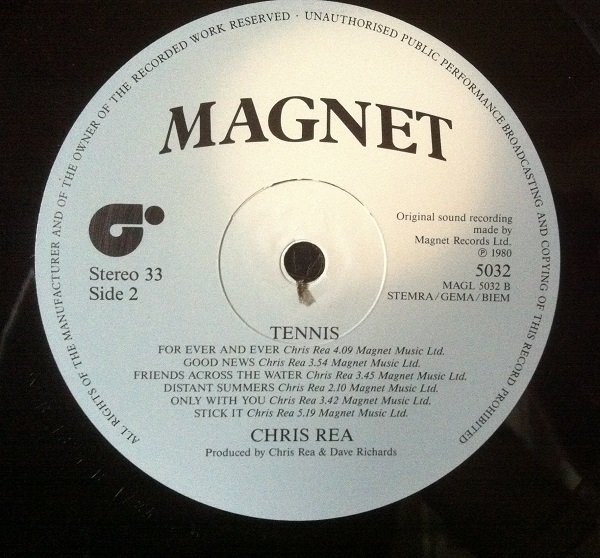 ALL RIGHTS OF THE MANUFACTURER AND OF THE OWNER OF THE RECORDED WORK RESERVED · UNAUTHORISED PUBLIC PERFORMANCE BROADCASTING AND COPYING OF THIS RECORD PROHIBITED
MAGNET
Stereo 33
Side 2
Original sound recording
made by
Magnet Records Ltd.
℗ 1980
5032
MAGL 5032 B
STEMRA/GEMA/BIEM
TENNIS
FOR EVER AND EVER Chris Rea 4.09 Magnet Music Ltd.
GOOD NEWS Chris Rea 3.54 Magnet Music Ltd.
FRIENDS ACROSS THE WATER Chris Rea 3.45 Magnet Music Ltd.
DISTANT SUMMERS Chris Rea 2.10 Magnet Music Ltd.
ONLY WITH YOU Chris Rea 3.42 Magnet Music Ltd.
STICK IT Chris Rea 5.19 Magnet Music Ltd.
CHRIS REA
Produced by Chris Rea & Dave Richards